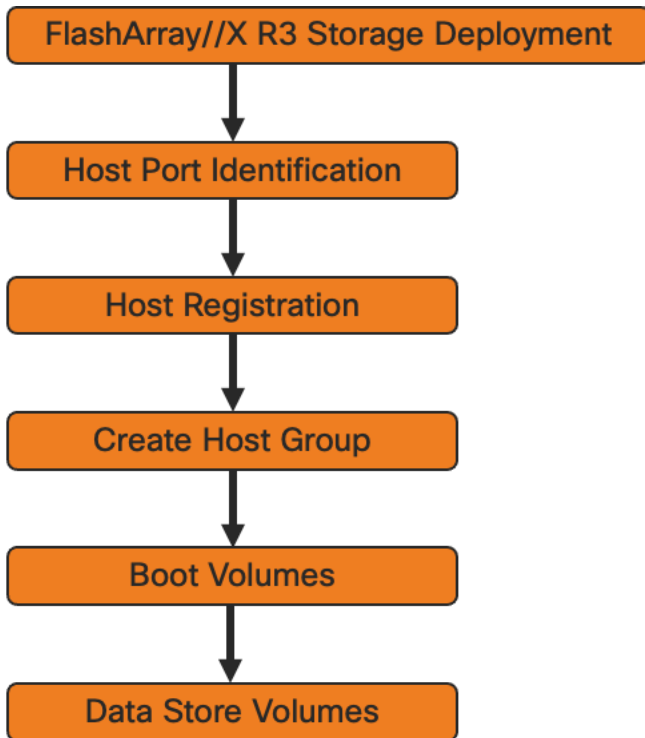 FlashArray//X R3 Storage Deployment
Host Port Identification
Host Registration
Create Host Group
Boot Volumes
Data Store Volumes